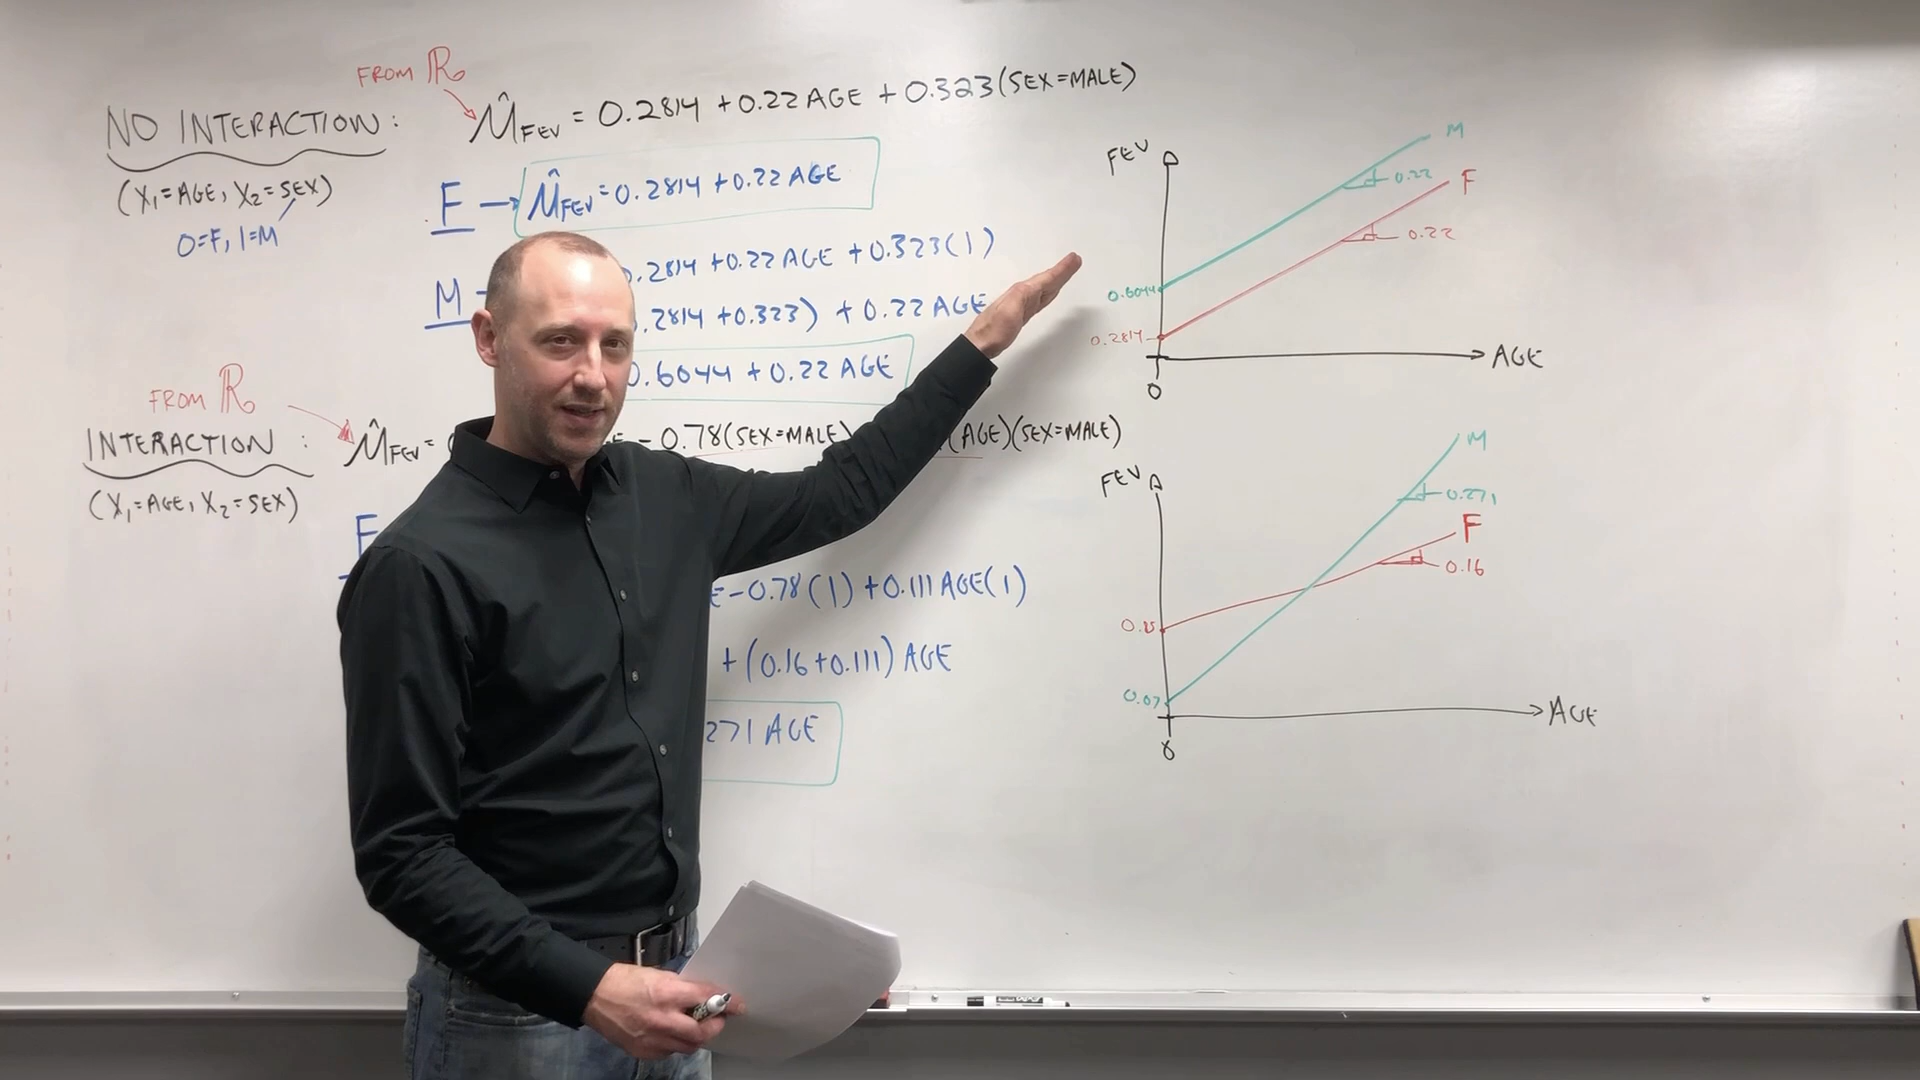 FROM R
NO INTERACTION:
(X₁=AGE, X₂=SEX)
0=F, 1=M
μ̂FEV = 0.2814 + 0.22 AGE + 0.323(SEX=MALE)
F → μ̂FEV = 0.2814 + 0.22 AGE
M
.2814 + 0.22 AGE + 0.323(1)
.2814 + 0.323) + 0.22 AGE
0.6044 + 0.22 AGE
FROM R
INTERACTION:
(X₁=AGE, X₂=SEX)
μ̂FEV = - 0.78(SEX=MALE) (AGE)(SEX=MALE)
F
- 0.78(1) + 0.111 AGE(1)
+ (0.16 + 0.111) AGE
271 AGE
FEV
M
0.22
F
0.22
0.6044
0.2814
0
AGE
FEV
M
0.271
F
0.16
0.85
0.07
0
AGE